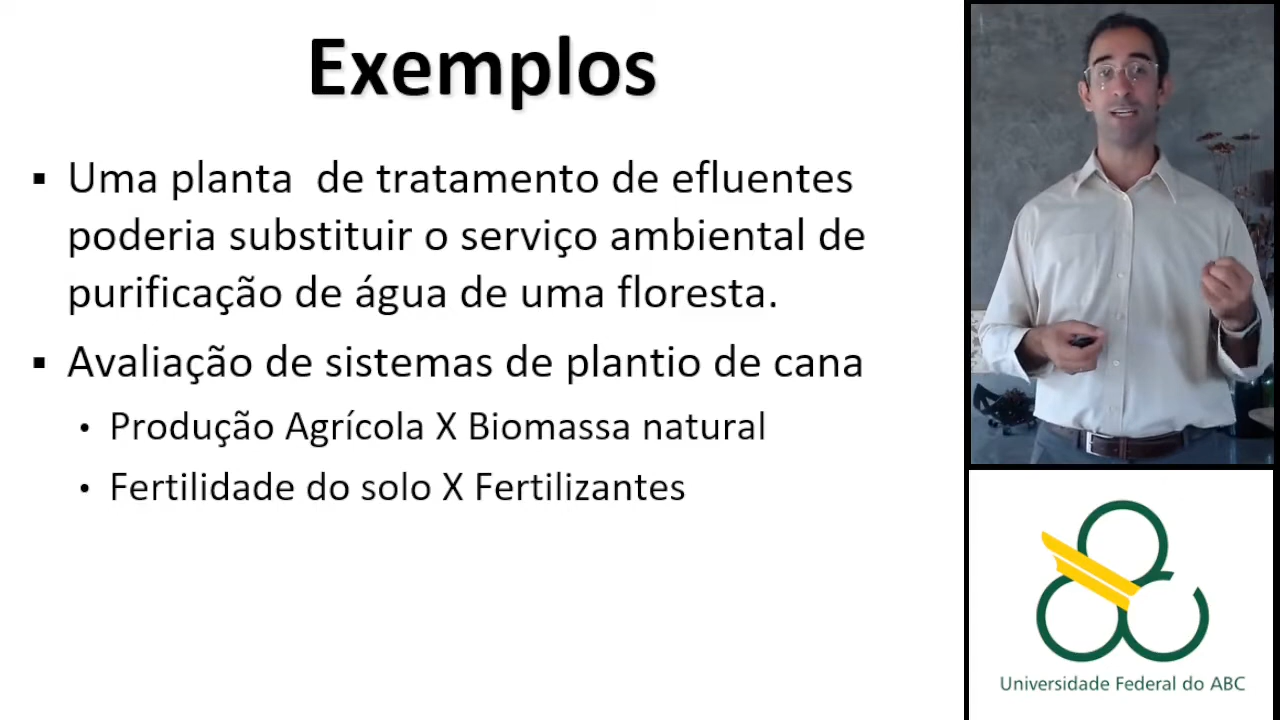 Exemplos
▪ Uma planta de tratamento de efluentes
poderia substituir o serviço ambiental de
purificação de água de uma floresta.
▪ Avaliação de sistemas de plantio de cana
• Produção Agrícola X Biomassa natural
• Fertilidade do solo X Fertilizantes
Universidade Federal do ABC